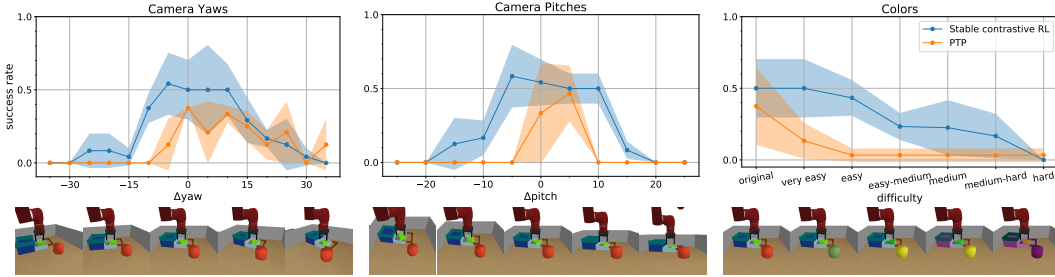 Camera Yaws
success rate
1.0
0.5
0.0
−30
−15
0
15
30
Δyaw
Camera Pitches
1.0
0.5
0.0
−20
−10
0
10
20
Δpitch
Colors
Stable contrastive RL
PTP
1.0
0.5
0.0
original
very easy
easy
easy-medium
medium
medium-hard
hard
difficulty